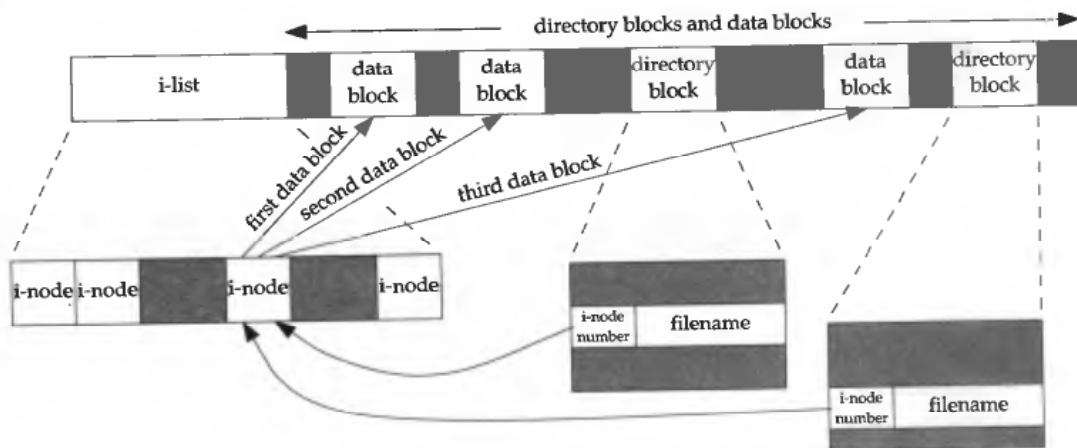 directory blocks and data blocks
i-list
data
block
data
block
directory
block
data
block
directory
block
first data block
second data block
third data block
i-node
i-node
i-node
i-node
i-node
number
filename
i-node
number
filename